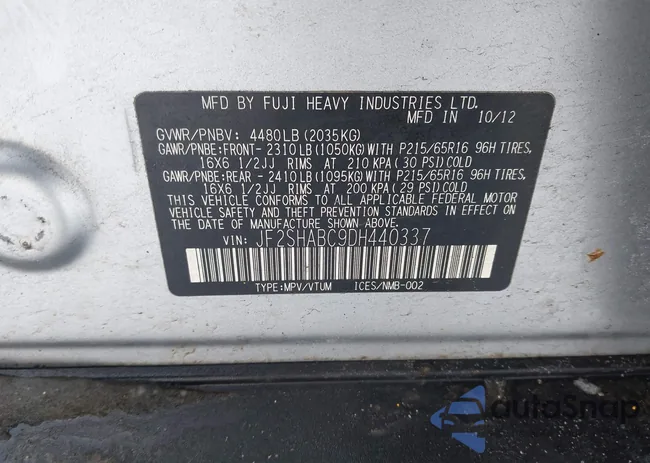 MFD BY FUJI HEAVY INDUSTRIES LTD.
MFD IN 10/12
GVWR/PNBV: 4480LB (2035KG)
GAWR/PNBE:FRONT- 2310LB (1050KG) WITH P215/65R16 96H TIRES,
16X6 1/2JJ RIMS AT 210 KPA (30 PSI) COLD
GAWR/PNBE:REAR - 2410LB (1095KG) WITH P215/65R16 96H TIRES,
16X6 1/2JJ RIMS AT 200 KPA (29 PSI) COLD
THIS VEHICLE CONFORMS TO ALL APPLICABLE FEDERAL MOTOR
VEHICLE SAFETY AND THEFT PREVENTION STANDARDS IN EFFECT ON
THE DATE OF MANUFACTURE SHOWN ABOVE.
VIN: JF2SHABC9DH440337
TYPE:MPV/VTUM ICES/NMB-002
autoSnap